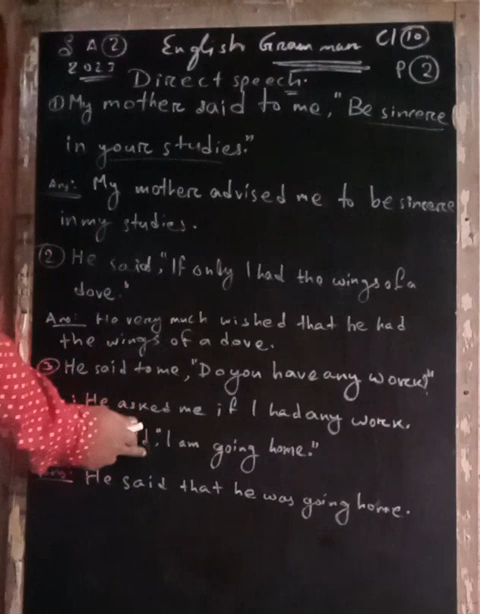 A② English Grammar Cl⑩
2023 P②
Direct speech.
① My mother said to me, "Be sincere
in your studies."
Ans: My mother advised me to be sincere
in my studies.
② He said, "If only I had the wings of a
dove."
Ans: He very much wished that he had
the wings of a dove.
③ He said to me, "Do you have any work?"
: He asked me if I had any work.
"I am going home."
Ans: He said that he was going home.